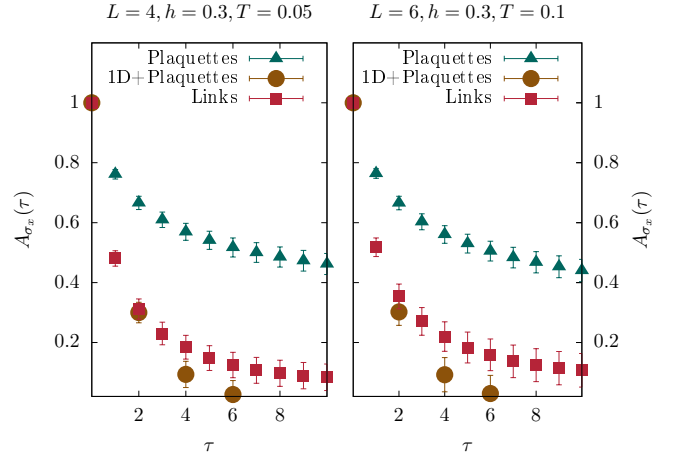 L = 4, h = 0.3, T = 0.05
L = 6, h = 0.3, T = 0.1
Plaquettes
1D+Plaquettes
Links
Plaquettes
1D+Plaquettes
Links
1
0.8
0.6
0.4
0.2
1
0.8
0.6
0.4
0.2
A_{σ_x}(τ)
A_{σ_x}(τ)
2 4 6 8
2 4 6 8
τ
τ